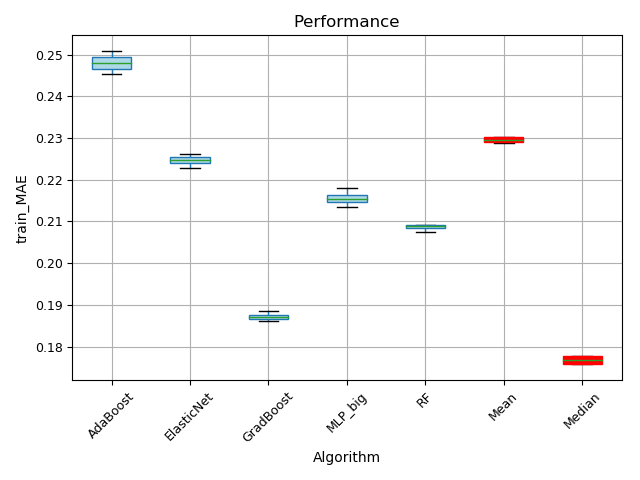 Performance
0.25
0.24
0.23
0.22
0.21
0.20
0.19
0.18
train_MAE
AdaBoost
ElasticNet
GradBoost
MLP_big
RF
Mean
Median
Algorithm